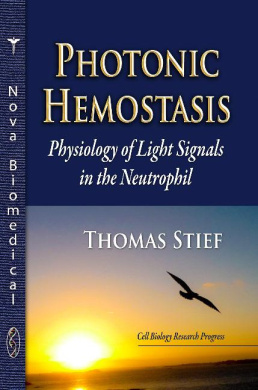 PHOTONIC
HEMOSTASIS
Physiology of Light Signals
in the Neutrophil
THOMAS STIEF
Cell Biology Research Progress
Nova Biomedical